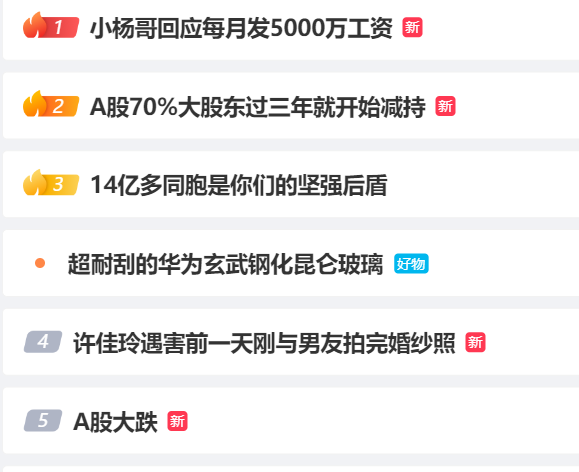 1 小杨哥回应每月发5000万工资 新
2 A股70%大股东过三年就开始减持 新
3 14亿多同胞是你们的坚强后盾
超耐刮的华为玄武钢化昆仑玻璃 好物
4 许佳玲遇害前一天刚与男友拍完婚纱照 新
5 A股大跌 新